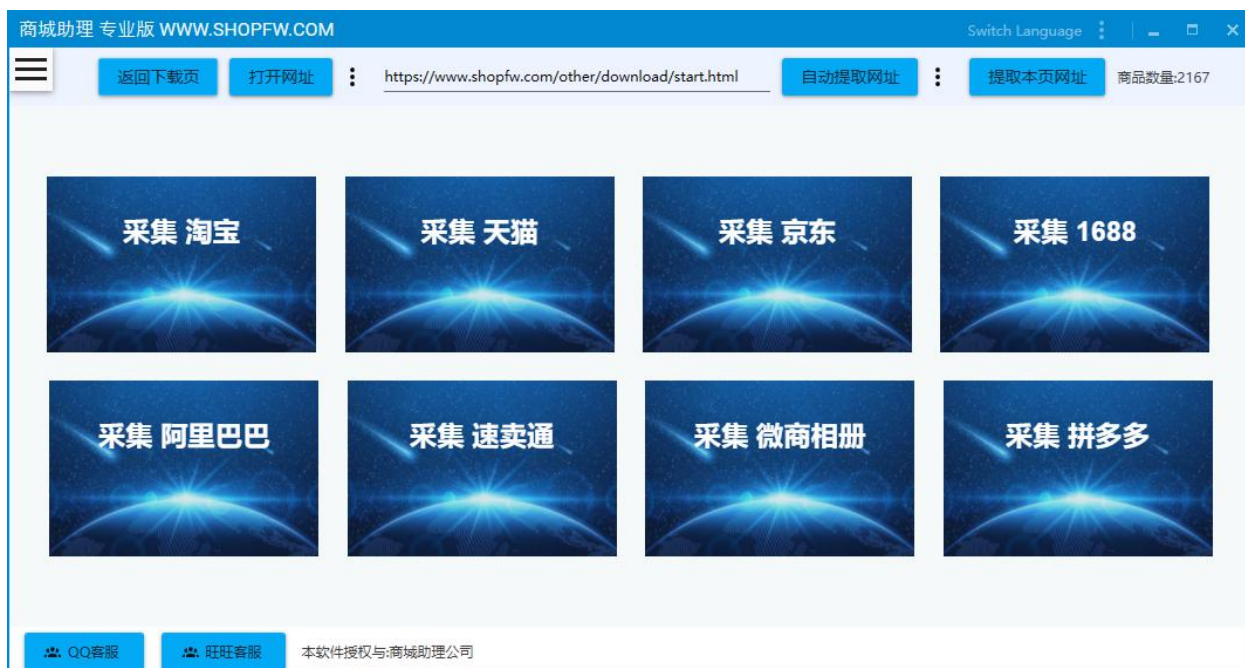 商城助理 专业版 WWW.SHOPFW.COM Switch Language
返回下载页 打开网址 https://www.shopfw.com/other/download/start.html 自动提取网址 提取本页网址 商品数量:2167
采集 淘宝 采集 天猫 采集 京东 采集 1688
采集 阿里巴巴 采集 速卖通 采集 微商相册 采集 拼多多
QQ客服 旺旺客服 本软件授权与:商城助理公司